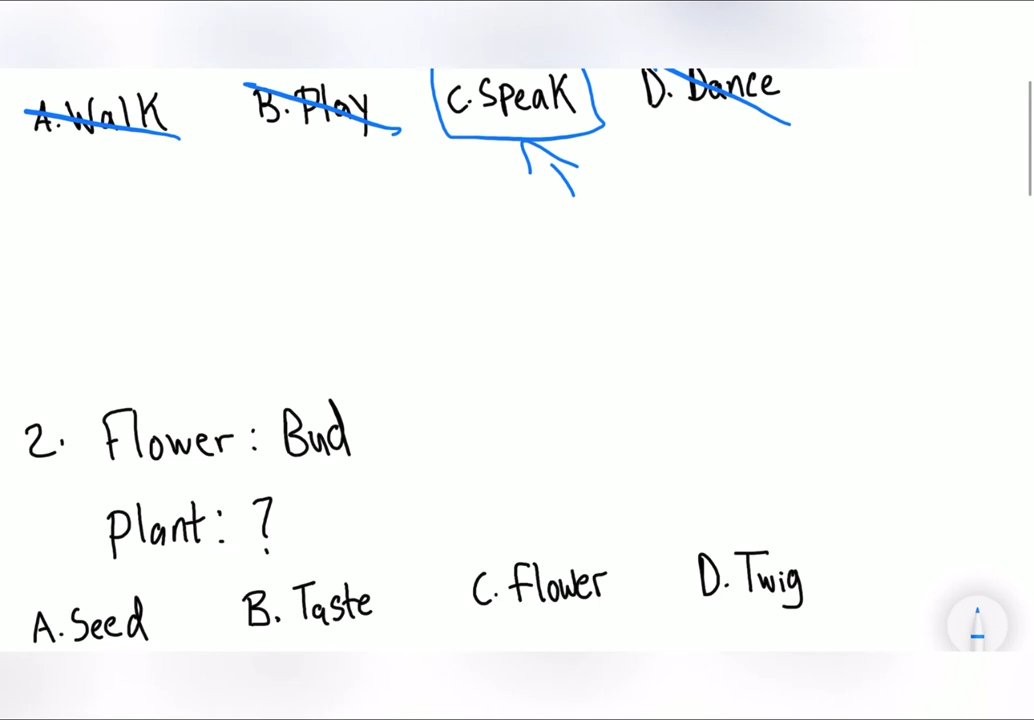 A. Walk B. Play C. Speak D. Dance
2. Flower : Bud
Plant : ?
A. Seed B. Taste C. Flower D. Twig